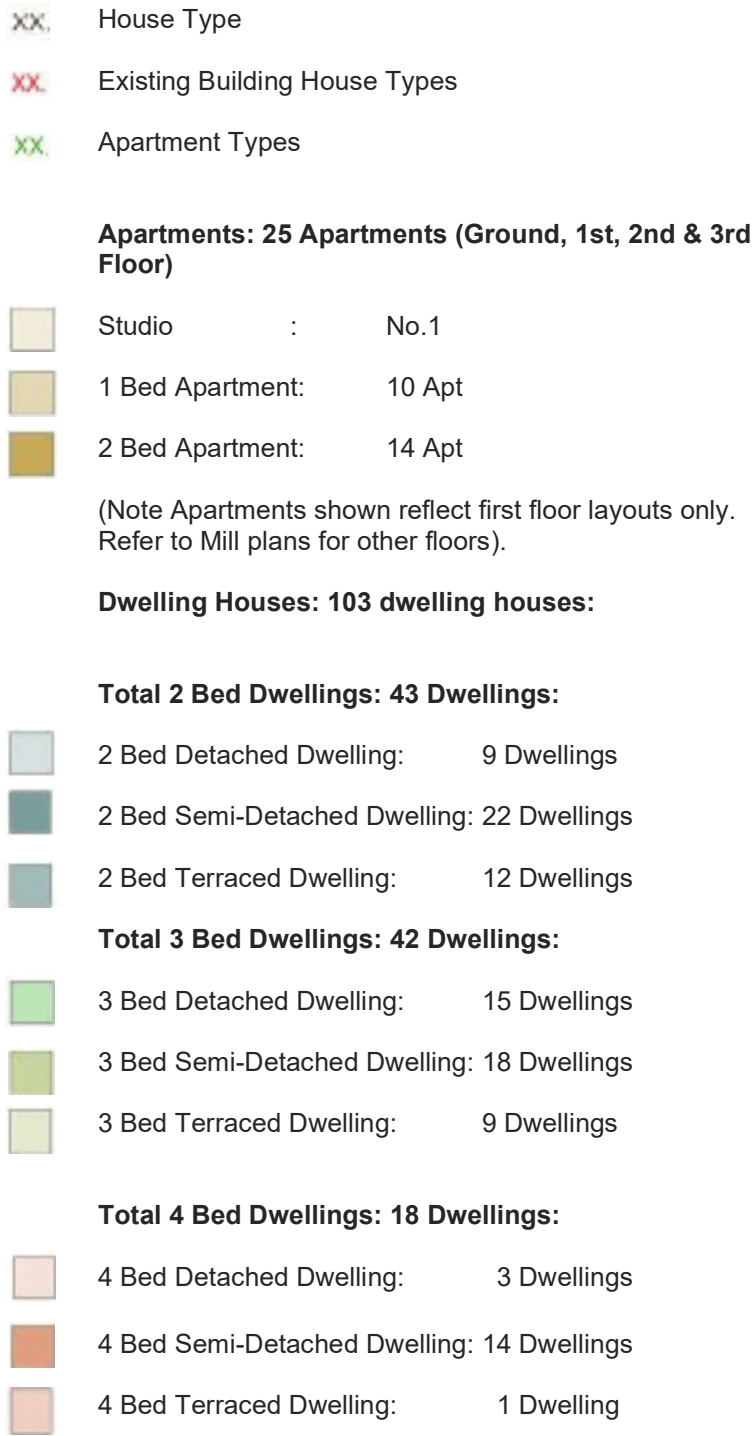 xx. House Type
xx. Existing Building House Types
xx. Apartment Types
Apartments: 25 Apartments (Ground, 1st, 2nd & 3rd
Floor)
Studio : No.1
1 Bed Apartment: 10 Apt
2 Bed Apartment: 14 Apt
(Note Apartments shown reflect first floor layouts only.
Refer to Mill plans for other floors).
Dwelling Houses: 103 dwelling houses:
Total 2 Bed Dwellings: 43 Dwellings:
2 Bed Detached Dwelling: 9 Dwellings
2 Bed Semi-Detached Dwelling: 22 Dwellings
2 Bed Terraced Dwelling: 12 Dwellings
Total 3 Bed Dwellings: 42 Dwellings:
3 Bed Detached Dwelling: 15 Dwellings
3 Bed Semi-Detached Dwelling: 18 Dwellings
3 Bed Terraced Dwelling: 9 Dwellings
Total 4 Bed Dwellings: 18 Dwellings:
4 Bed Detached Dwelling: 3 Dwellings
4 Bed Semi-Detached Dwelling: 14 Dwellings
4 Bed Terraced Dwelling: 1 Dwelling